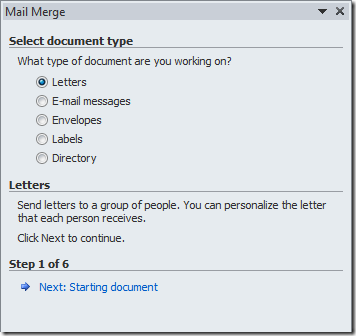 Mail Merge
Select document type
What type of document are you working on?
Letters
E-mail messages
Envelopes
Labels
Directory
Letters
Send letters to a group of people. You can personalize the letter
that each person receives.
Click Next to continue.
Step 1 of 6
Next: Starting document